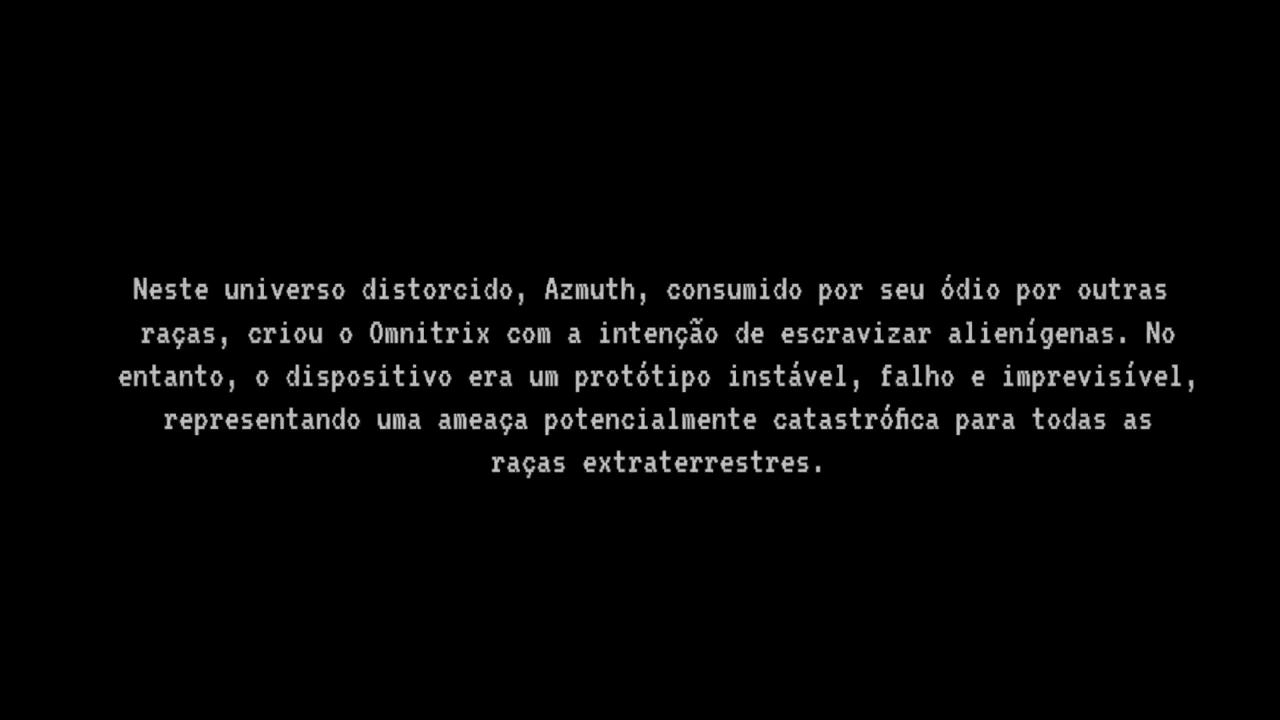 Neste universo distorcido, Azmuth, consumido por seu ódio por outras
raças, criou o Omnitrix com a intenção de escravizar alienígenas. No
entanto, o dispositivo era um protótipo instável, falho e imprevisível,
representando uma ameaça potencialmente catastrófica para todas as
raças extraterrestres.